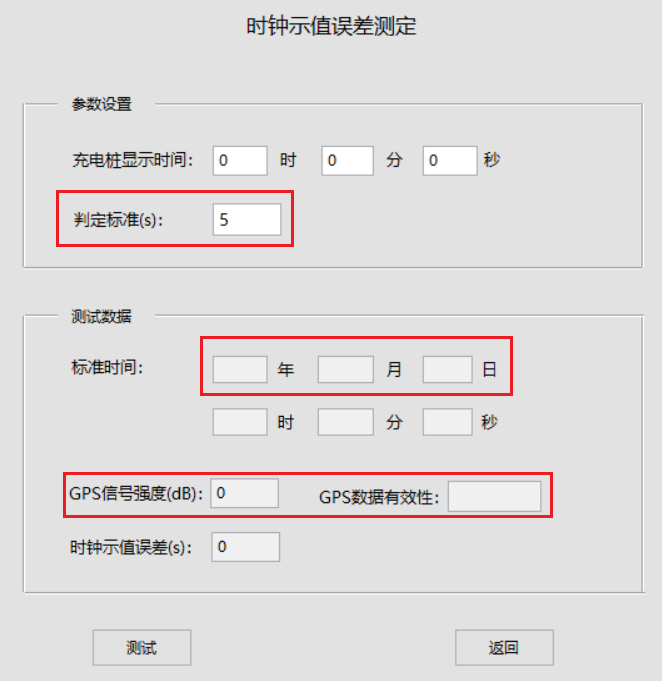 时钟示值误差测定
参数设置
充电桩显示时间: 0 时 0 分 0 秒
判定标准(s): 5
测试数据
标准时间: 年 月 日
时 分 秒
GPS信号强度(dB): 0 GPS数据有效性:
时钟示值误差(s): 0
测试 返回